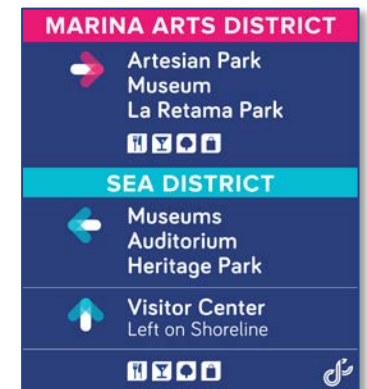 MARINA ARTS DISTRICT
Artesian Park
Museum
La Retama Park
SEA DISTRICT
Museums
Auditorium
Heritage Park
Visitor Center
Left on Shoreline